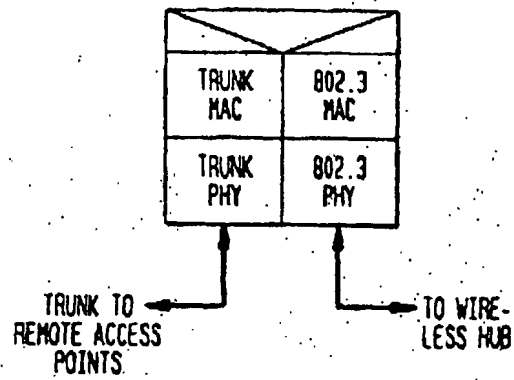 TRUNK MAC
802.3 MAC
TRUNK PHY
802.3 PHY
TRUNK TO
REMOTE ACCESS
POINTS
TO WIRE-
LESS HUB